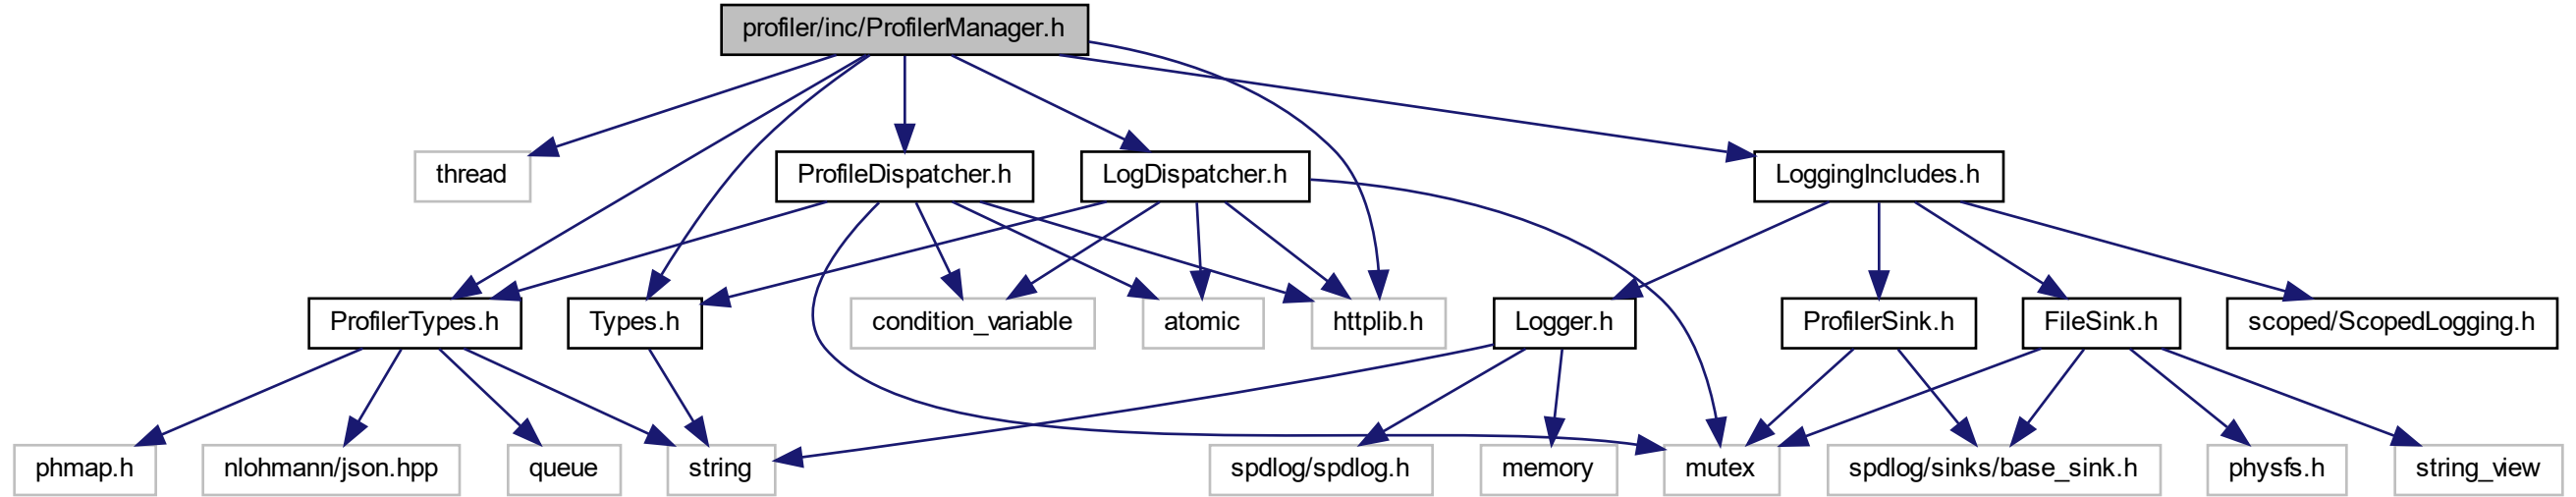 profiler/inc/ProfilerManager.h
thread
ProfileDispatcher.h
LogDispatcher.h
LoggingIncludes.h
ProfilerTypes.h
Types.h
condition_variable
atomic
httplib.h
Logger.h
ProfilerSink.h
FileSink.h
scoped/ScopedLogging.h
phmap.h
nlohmann/json.hpp
queue
string
spdlog/spdlog.h
memory
mutex
spdlog/sinks/base_sink.h
physfs.h
string_view